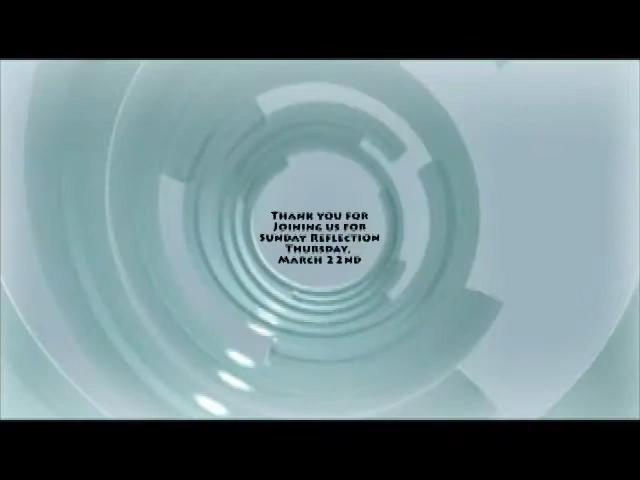 Thank you for
Joining us for
Sunday Reflection
Thursday,
March 22nd